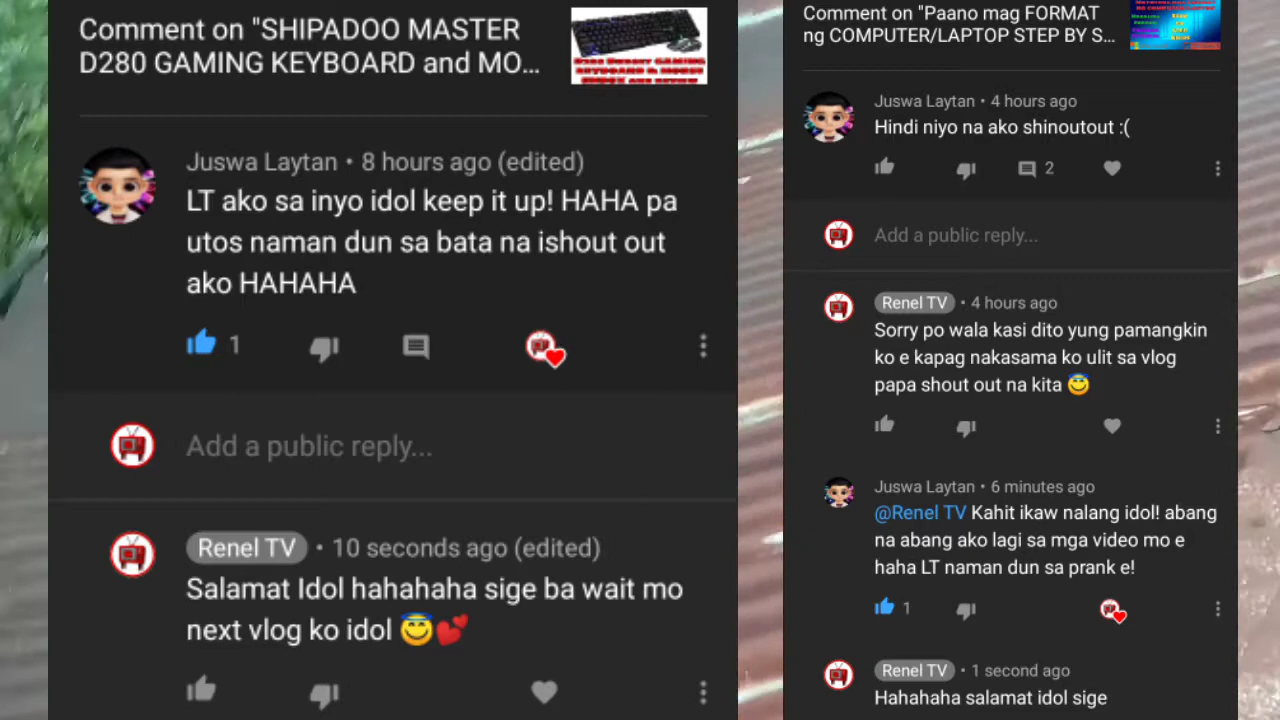 Comment on "SHIPADOO MASTER
D280 GAMING KEYBOARD and MO...
Juswa Laytan • 8 hours ago (edited)
LT ako sa inyo idol keep it up! HAHA pa
utos naman dun sa bata na ishout out
ako HAHAHA
1
Add a public reply...
Renel TV • 10 seconds ago (edited)
Salamat Idol hahahaha sige ba wait mo
next vlog ko idol 😇💕
Comment on "Paano mag FORMAT
ng COMPUTER/LAPTOP STEP BY S...
Juswa Laytan • 4 hours ago
Hindi niyo na ako shinoutout :(
2
Add a public reply...
Renel TV • 4 hours ago
Sorry po wala kasi dito yung pamangkin
ko e kapag nakasama ko ulit sa vlog
papa shout out na kita 😇
Juswa Laytan • 6 minutes ago
@Renel TV Kahit ikaw nalang idol! abang
na abang ako lagi sa mga video mo e
haha LT naman dun sa prank e!
1
Renel TV • 1 second ago
Hahahaha salamat idol sige